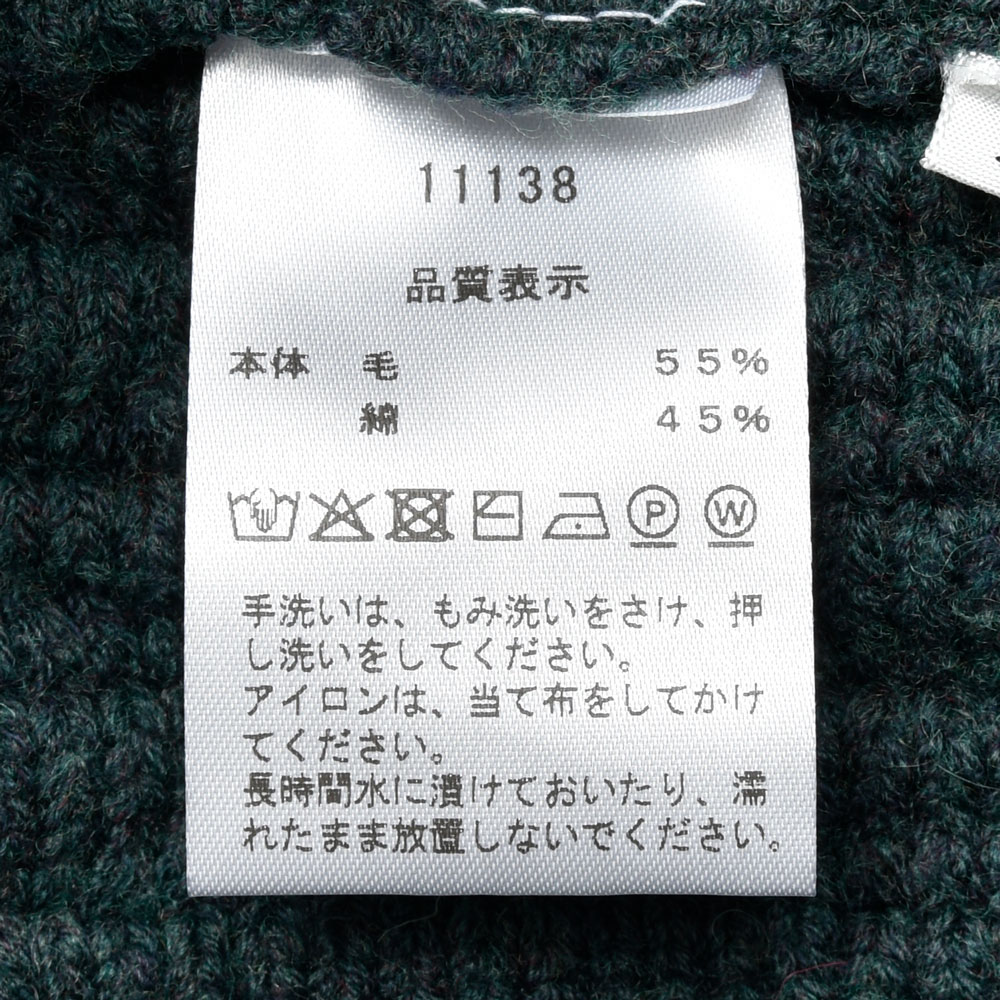 11138
品質表示
本体 毛 55%
綿 45%
P W
手洗いは、もみ洗いをさけ、押
し洗いをしてください。
アイロンは、当て布をしてかけ
てください。
長時間水に漬けておいたり、濡
れたまま放置しないでください。